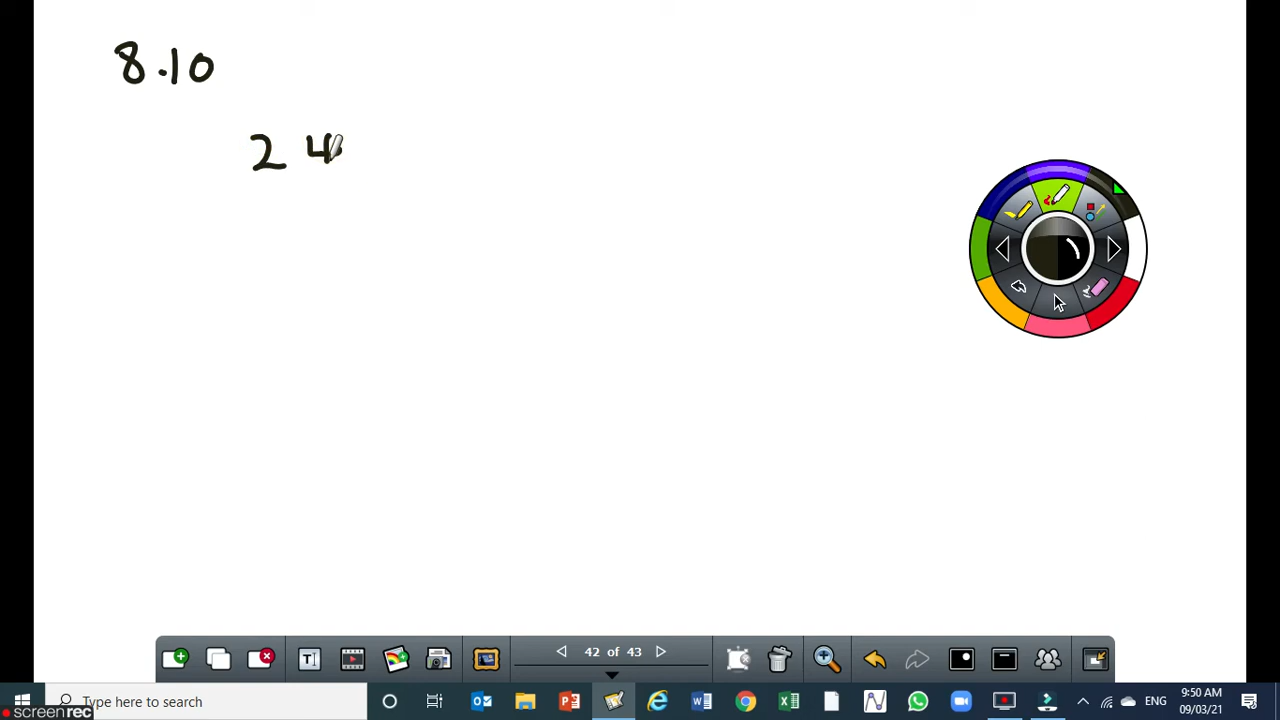 8.10
2 4
T
42 of 43
Type here to search
ENG
9:50 AM
09/03/21
screenrec